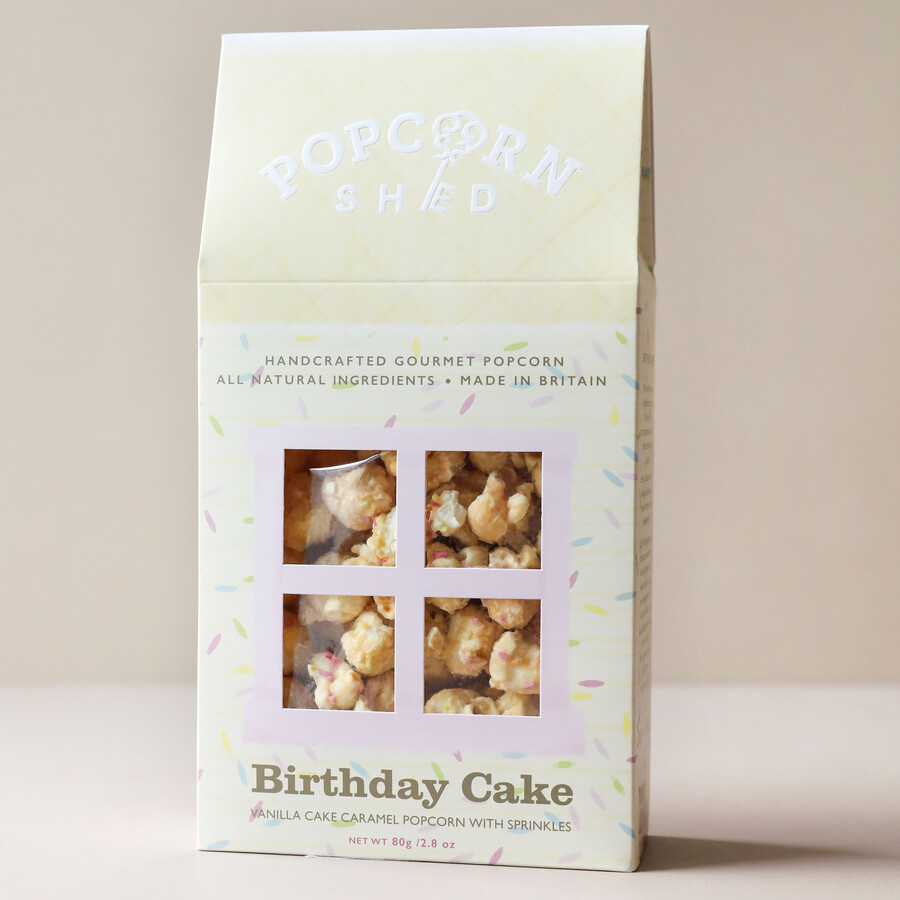 POPCORN
SHED
HANDCRAFTED GOURMET POPCORN
ALL NATURAL INGREDIENTS • MADE IN BRITAIN
Birthday Cake
VANILLA CAKE CARAMEL POPCORN WITH SPRINKLES
NET WT 80g /2.8 oz